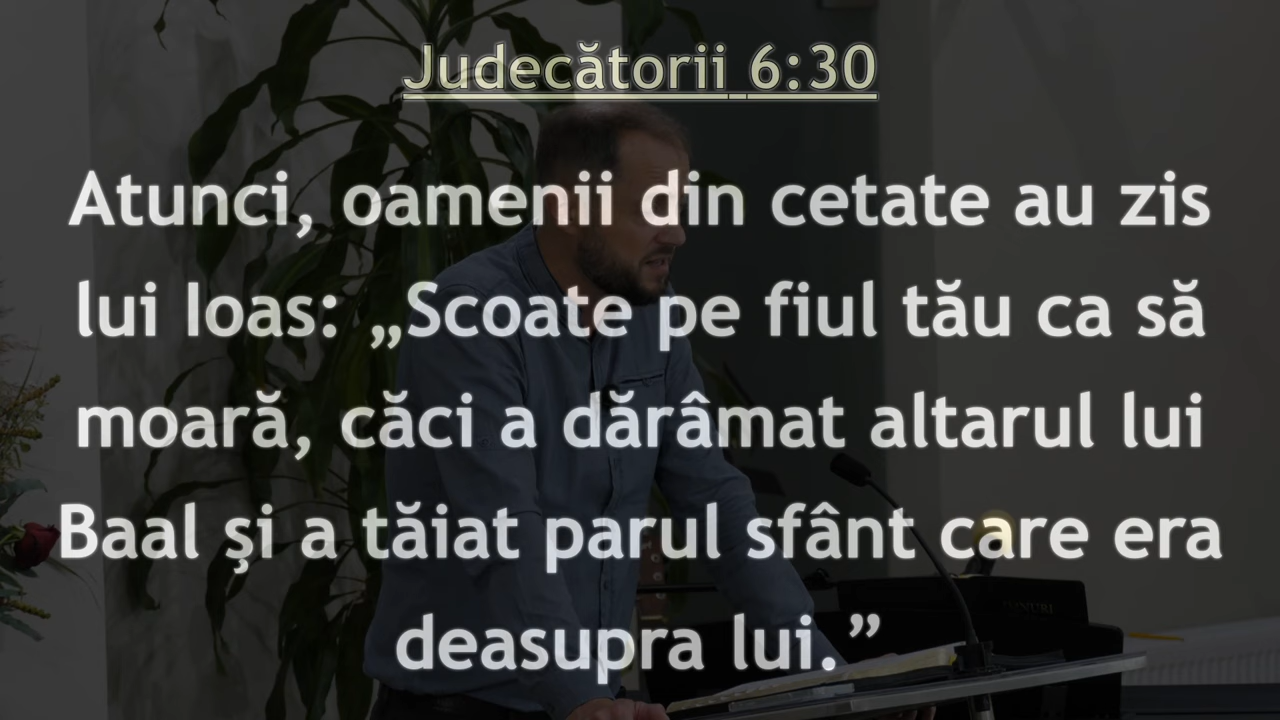 Judecătorii 6:30
Atunci, oamenii din cetate au zis
lui Ioas: „Scoate pe fiul tău ca să
moară, căci a dărâmat altarul lui
Baal şi a tăiat parul sfânt care era
deasupra lui.”